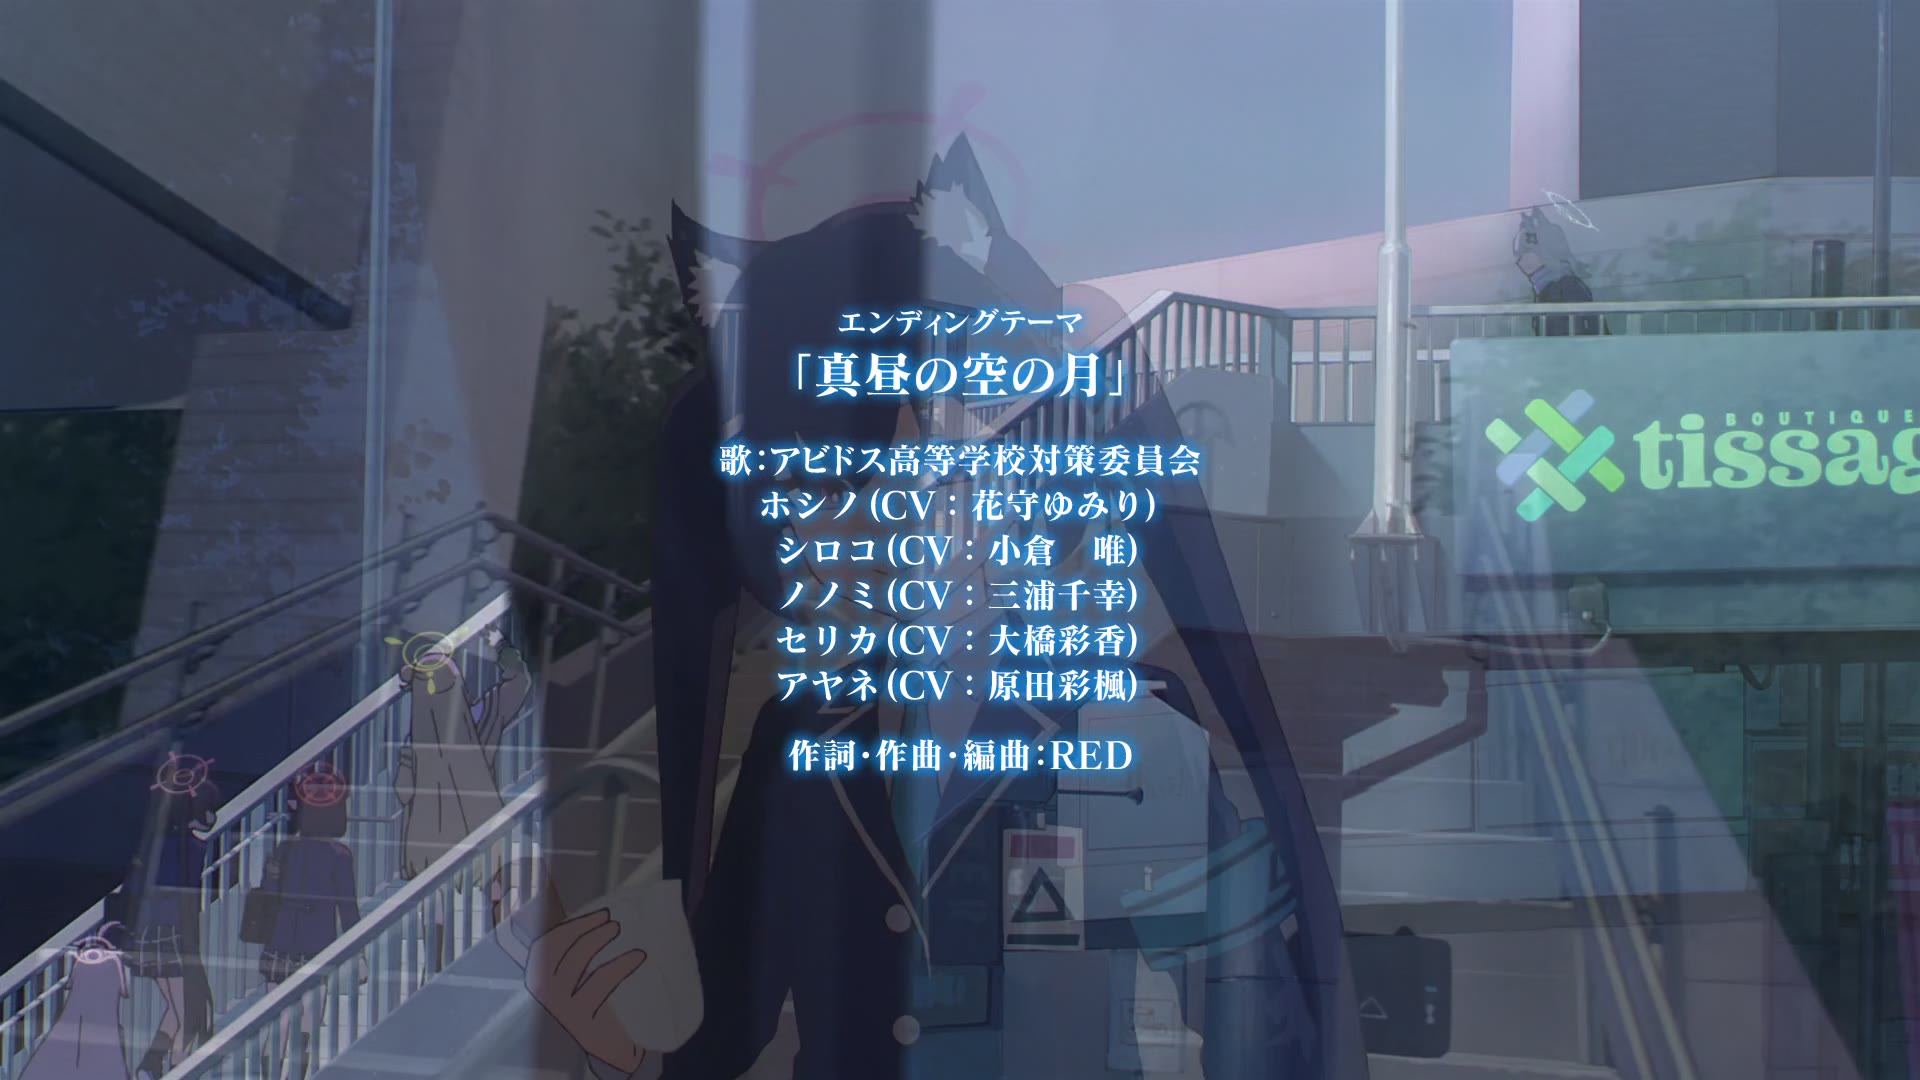 エンディングテーマ
「真昼の空の月」
歌：アビドス高等学校対策委員会
ホシノ(CV：花守ゆみり)
シロコ(CV：小倉　唯)
ノノミ(CV：三浦千幸)
セリカ(CV：大橋彩香)
アヤネ(CV：原田彩楓)
作詞・作曲・編曲：RED
BOUTIQUE
tissag